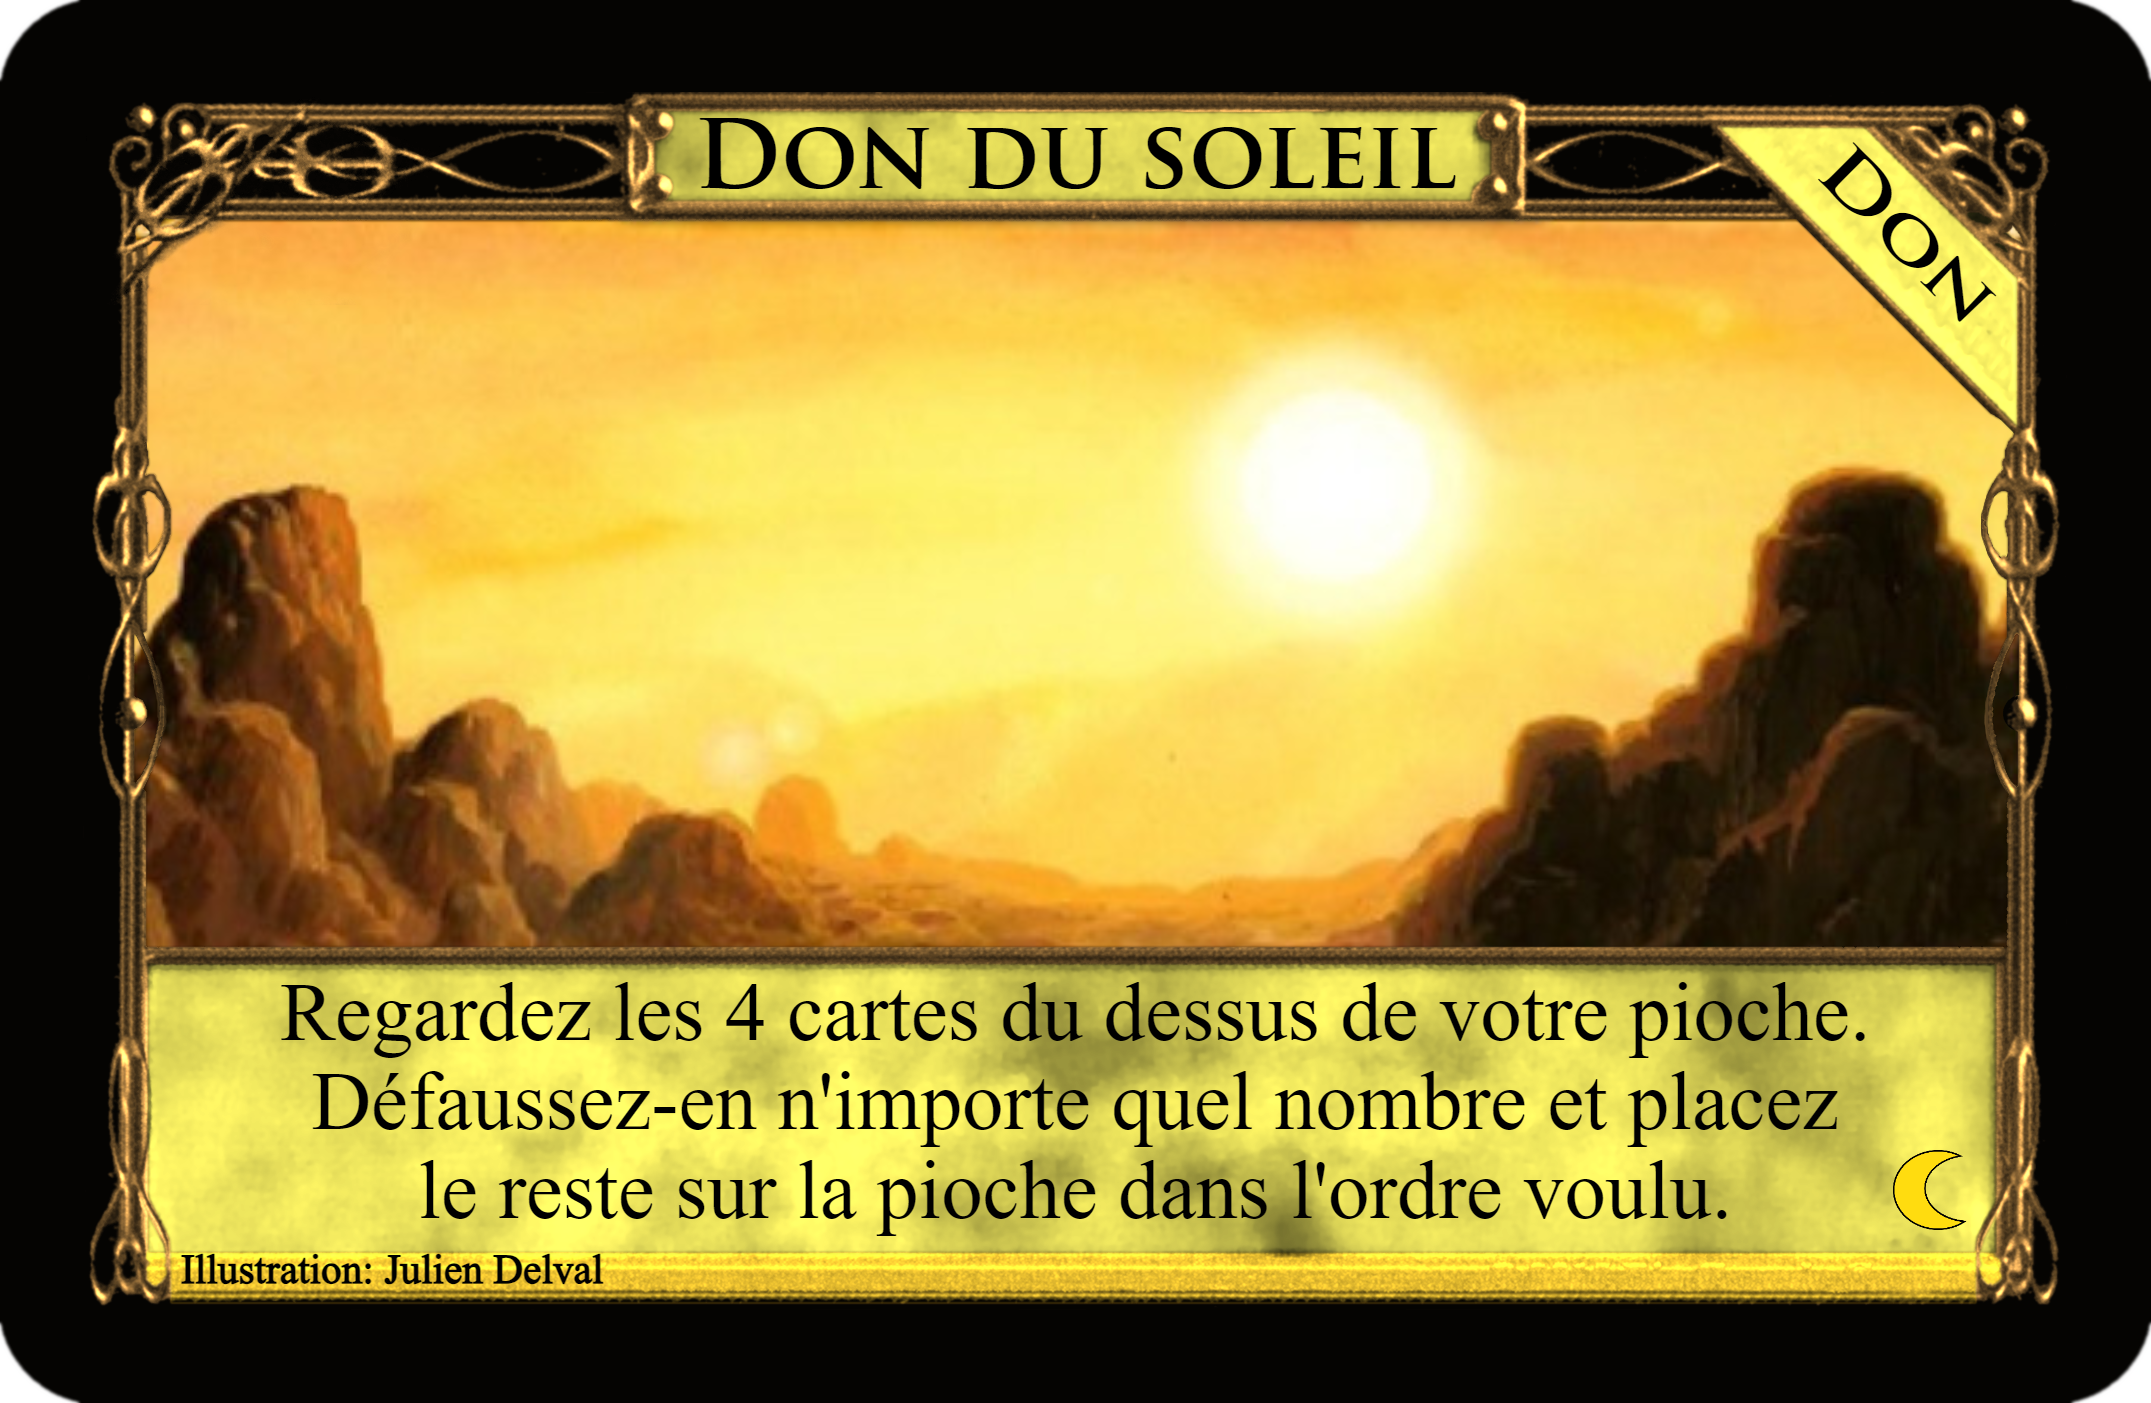 DON DU SOLEIL
DON
Regardez les 4 cartes du dessus de votre pioche.
Défaussez-en n'importe quel nombre et placez
le reste sur la pioche dans l'ordre voulu.
Illustration: Julien Delval